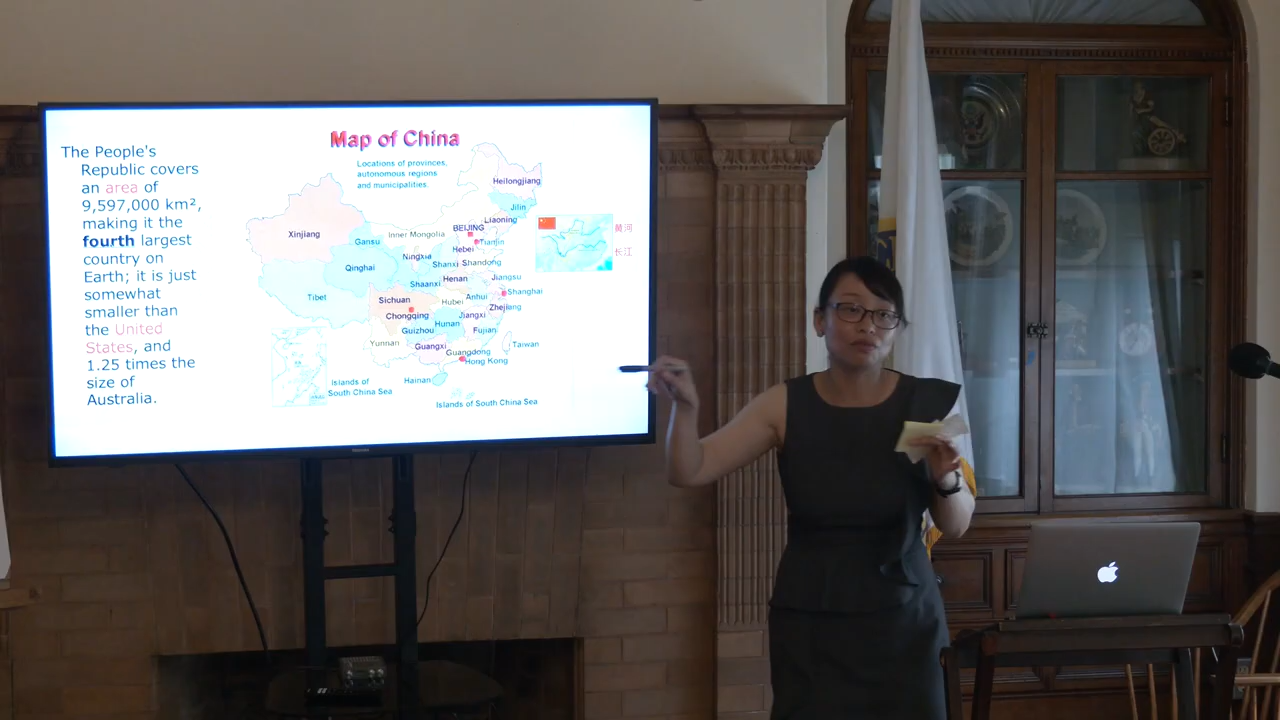 The People's
Republic covers
an area of
9,597,000 km²,
making it the
fourth largest
country on
Earth; it is just
somewhat
smaller than
the United
States, and
1.25 times the
size of
Australia.
Map of China
Locations of provinces,
autonomous regions
and municipalities.
Heilongjiang
Jilin
Liaoning
Xinjiang
Inner Mongolia
BEIJING
黄河
Gansu
Tianjin
Hebei
长江
Ningxia
Shanxi
Shandong
Qinghai
Henan
Jiangsu
Shaanxi
Tibet
Shanghai
Sichuan
Hubei
Anhui
Zhejiang
Chongqing
Jiangxi
Hunan
Guizhou
Fujian
Yunnan
Guangxi
Taiwan
Guangdong
Hong Kong
Hainan
Islands of
South China Sea
Islands of South China Sea